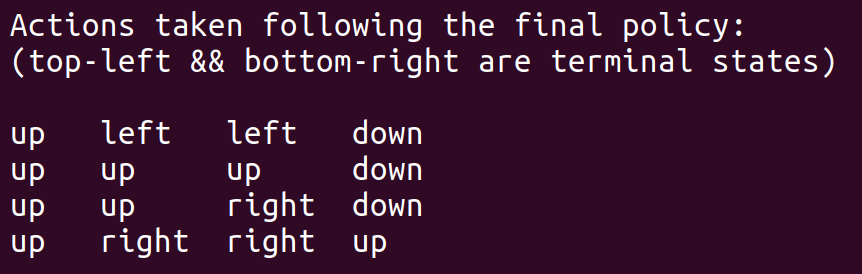 Actions taken following the final policy:
(top-left && bottom-right are terminal states)
up left left down
up up up down
up up right down
up right right up